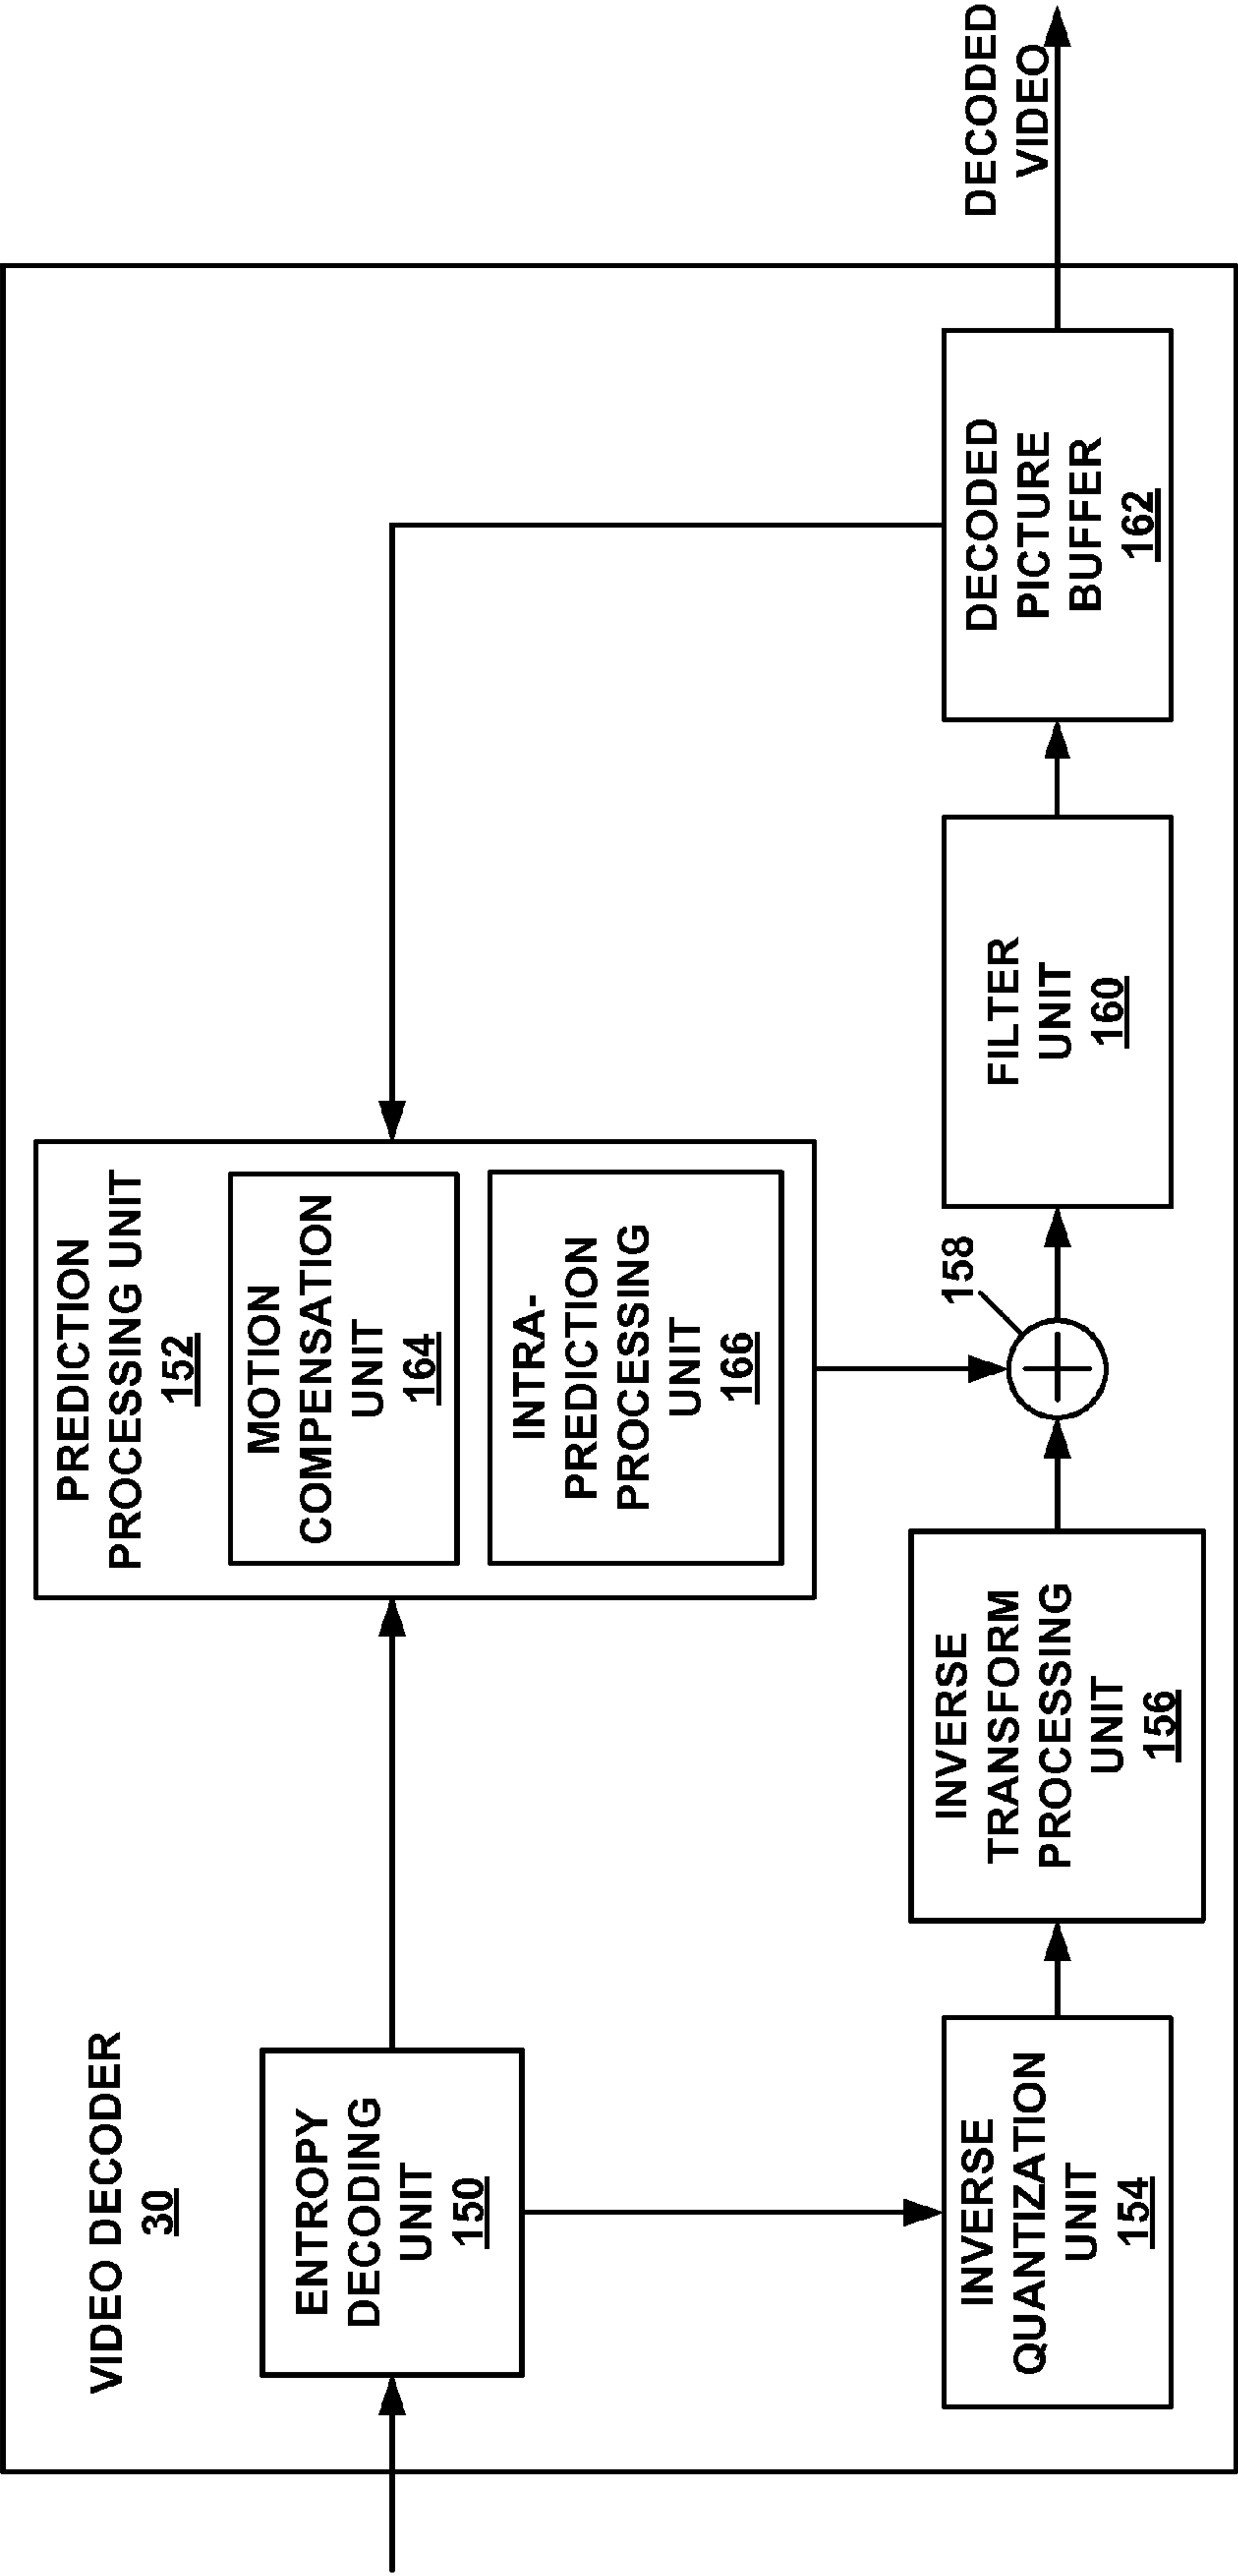 VIDEO DECODER
30
ENTROPY
DECODING
UNIT
150
PREDICTION
PROCESSING UNIT
152
MOTION
COMPENSATION
UNIT
164
INTRA-
PREDICTION
PROCESSING
UNIT
166
INVERSE
QUANTIZATION
UNIT
154
INVERSE
TRANSFORM
PROCESSING
UNIT
156
158
FILTER
UNIT
160
DECODED
PICTURE
BUFFER
162
DECODED
VIDEO